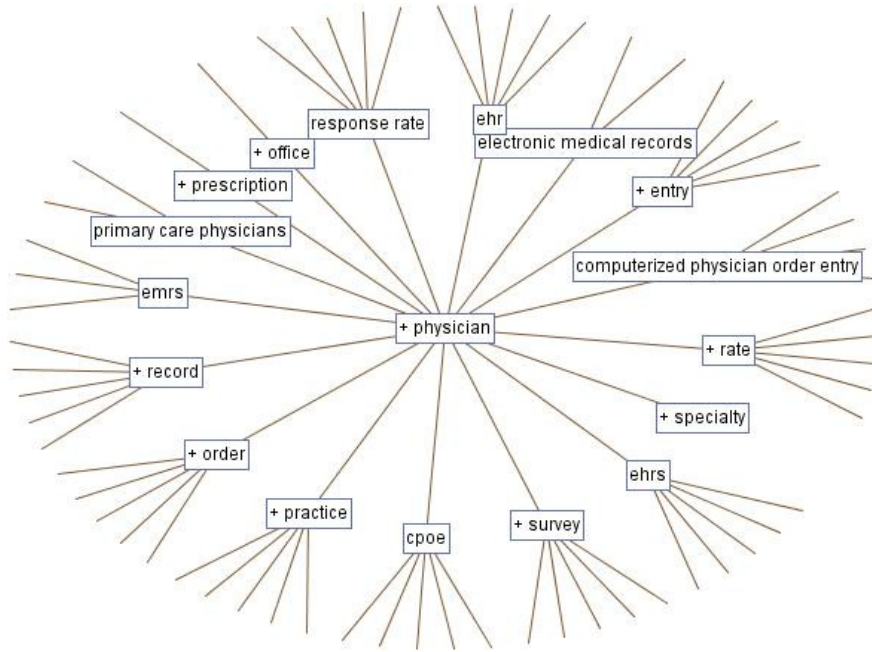 ehr
response rate
electronic medical records
+ office
+ prescription
+ entry
primary care physicians
computerized physician order entry
emrs
+ physician
+ rate
+ record
+ specialty
+ order
ehrs
+ practice
+ survey
cpoe